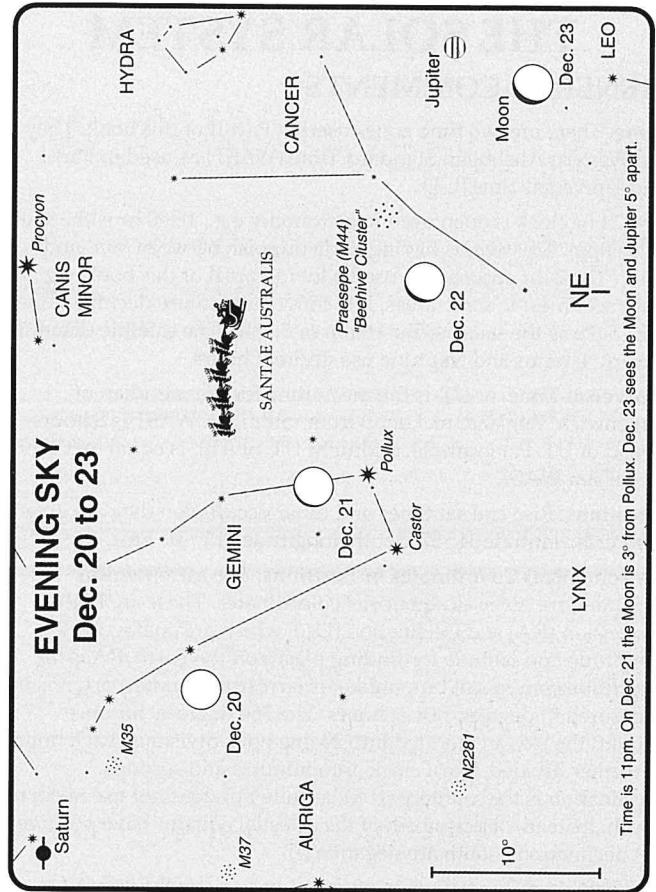 EVENING SKY
Dec. 20 to 23
Saturn
M35
M37
Dec. 20
AURIGA
N2281
10°
GEMINI
Dec. 21
Castor
Pollux
LYNX
Procyon
CANIS
MINOR
SANTAE AUSTRALIS
HYDRA
CANCER
Praesepe (M44)
"Beehive Cluster"
Dec. 22
NE
Jupiter
Moon
Dec. 23
LEO
Time is 11pm. On Dec. 21 the Moon is 3° from Pollux. Dec. 23 sees the Moon and Jupiter 5° apart.